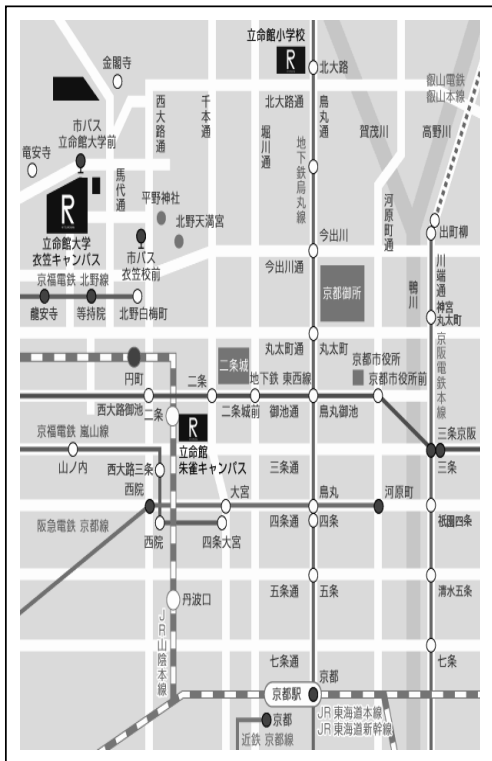 立命館小学校
R
北大路
金閣寺
西大路通
千本通
北大路通
烏丸通
叡山電鉄
叡山本線
市バス
立命館大学前
堀川通
地下鉄烏丸線
賀茂川
高野川
竜安寺
馬代通
平野神社
河原町通
R
北野天満宮
出町柳
立命館大学
衣笠キャンパス
市バス
衣笠校前
今出川
今出川通
鴨川
川端通
京福電鉄 北野線
京都御所
神宮
丸太町
龍安寺
等持院
北野白梅町
丸太町通
丸太町
京阪電鉄本線
円町
二条城
京都市役所
二条
地下鉄 東西線
京都市役所前
西大路御池
二条
二条城前
御池通
烏丸御池
R
京福電鉄 嵐山線
立命館
朱雀キャンパス
三条京阪
山ノ内
西大路三条
三条通
三条
西院
大宮
烏丸
河原町
阪急電鉄 京都線
四条通
四条
祇園四条
西院
四条大宮
五条通
五条
清水五条
丹波口
JR山陰本線
七条通
七条
京都
京都駅
京都
JR 東海道本線
JR 東海道新幹線
近鉄 京都線